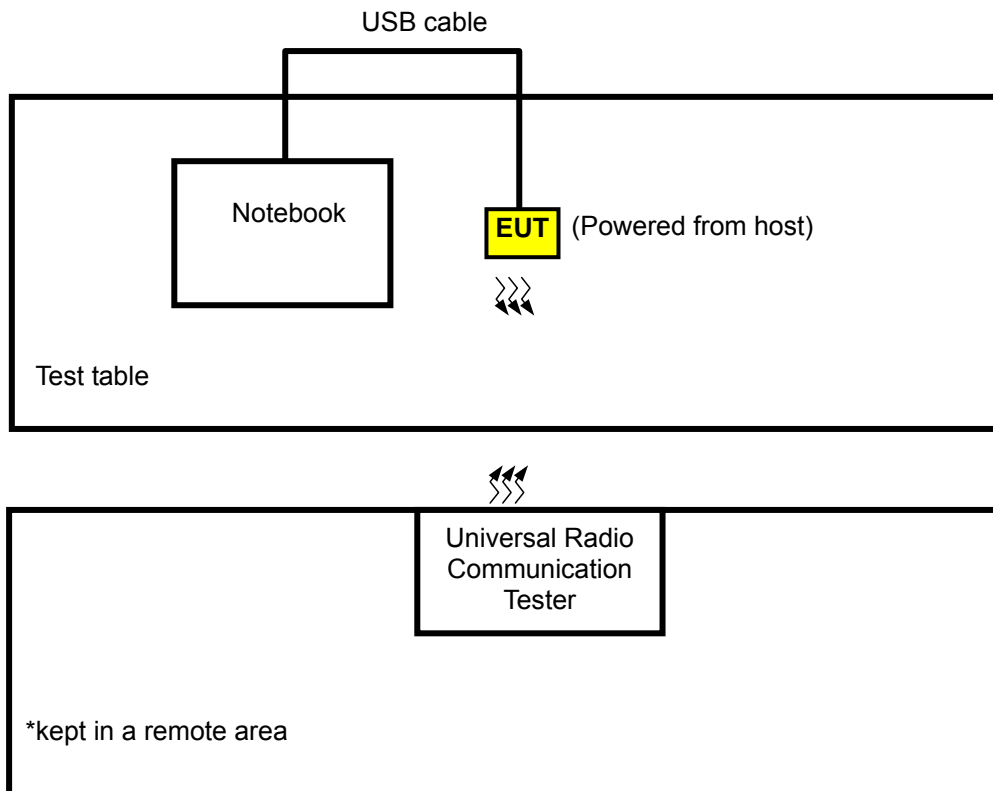 USB cable
Notebook
EUT (Powered from host)
Test table
Universal Radio
Communication
Tester
*kept in a remote area